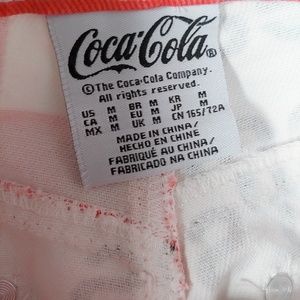 Coca-Cola®
©The Coca-Cola Company.
All rights reserved.
US M BR M KR M
CA M EU M JP M
MX M UK M CN 165/72A
MADE IN CHINA/
HECHO EN CHINE/
FABRIQUÉ AU CHINA/
FABRICADO NA CHINA